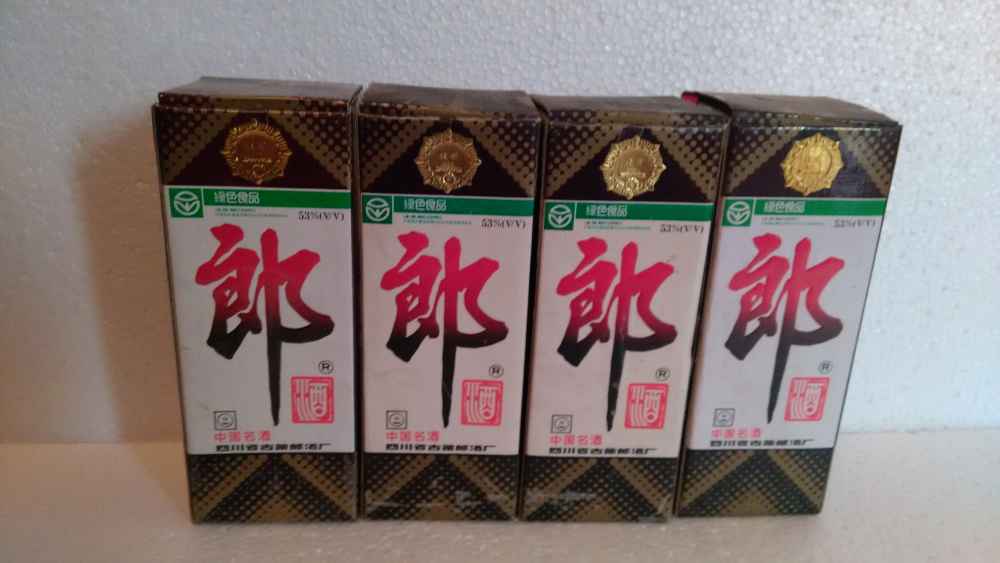 绿色食品
53%(V/V)
郎
®
酒
中国名酒
四川省古蔺郎酒厂
绿色食品
53%(V/V)
郎
®
酒
中国名酒
四川省古蔺郎酒厂
绿色食品
53%(V/V)
郎
®
酒
中国名酒
四川省古蔺郎酒厂
绿色食品
53%(V/V)
郎
®
酒
中国名酒
四川省古蔺郎酒厂